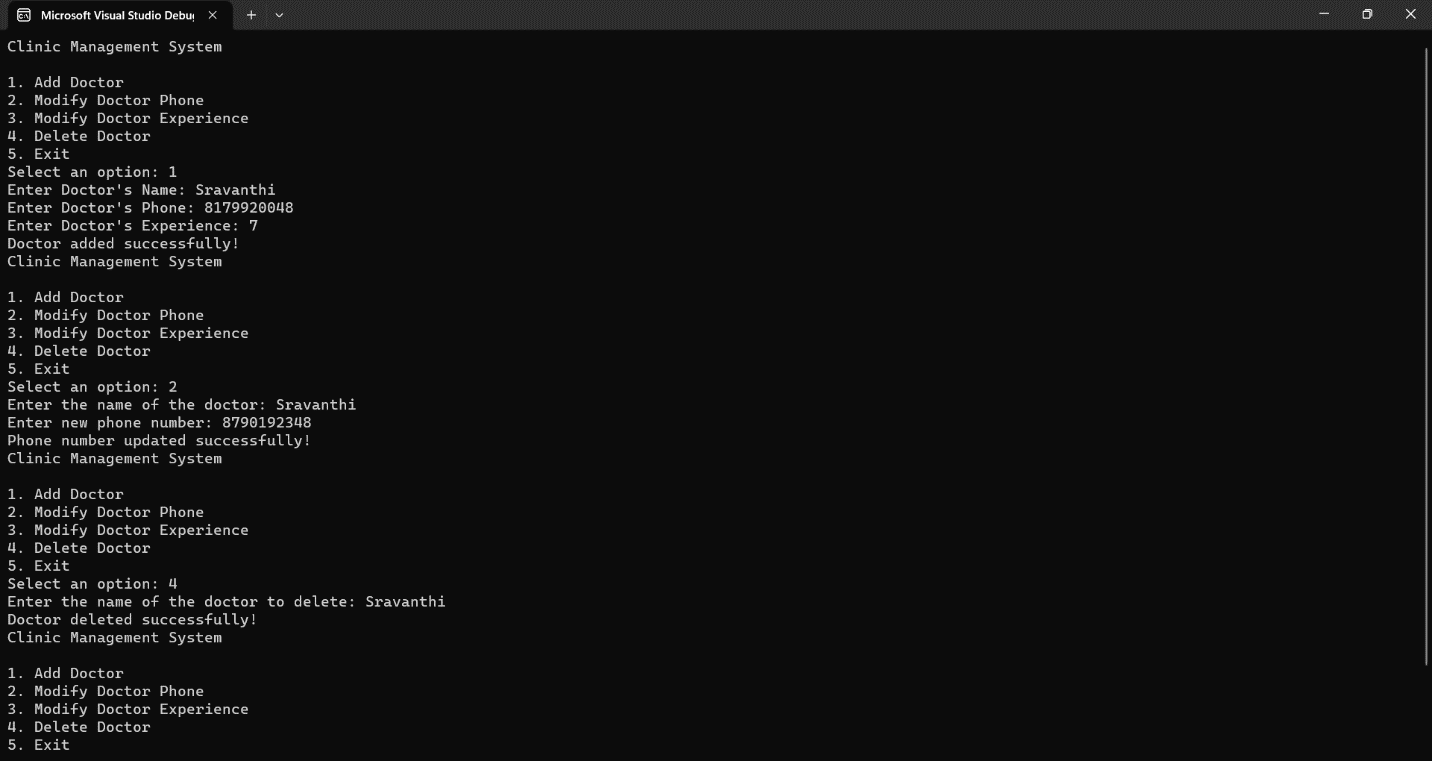 Microsoft Visual Studio Debu
Clinic Management System
1. Add Doctor
2. Modify Doctor Phone
3. Modify Doctor Experience
4. Delete Doctor
5. Exit
Select an option: 1
Enter Doctor's Name: Sravanthi
Enter Doctor's Phone: 8179920048
Enter Doctor's Experience: 7
Doctor added successfully!
Clinic Management System
1. Add Doctor
2. Modify Doctor Phone
3. Modify Doctor Experience
4. Delete Doctor
5. Exit
Select an option: 2
Enter the name of the doctor: Sravanthi
Enter new phone number: 8790192348
Phone number updated successfully!
Clinic Management System
1. Add Doctor
2. Modify Doctor Phone
3. Modify Doctor Experience
4. Delete Doctor
5. Exit
Select an option: 4
Enter the name of the doctor to delete: Sravanthi
Doctor deleted successfully!
Clinic Management System
1. Add Doctor
2. Modify Doctor Phone
3. Modify Doctor Experience
4. Delete Doctor
5. Exit